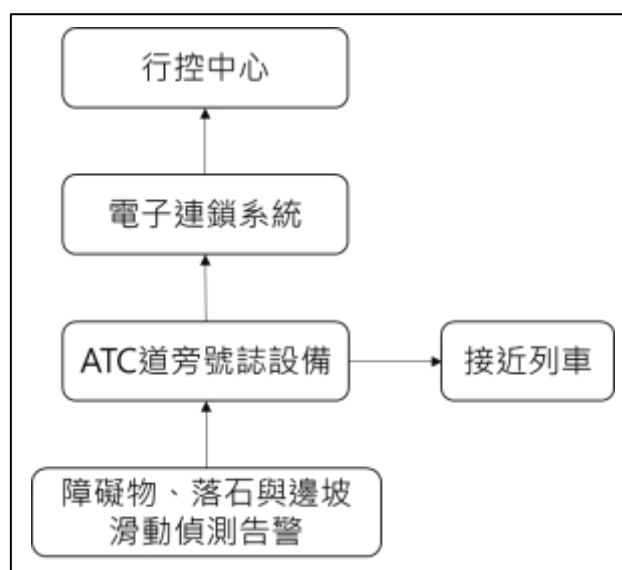 行控中心
電子連鎖系統
ATC道旁號誌設備
接近列車
障礙物、落石與邊坡
滑動偵測告警